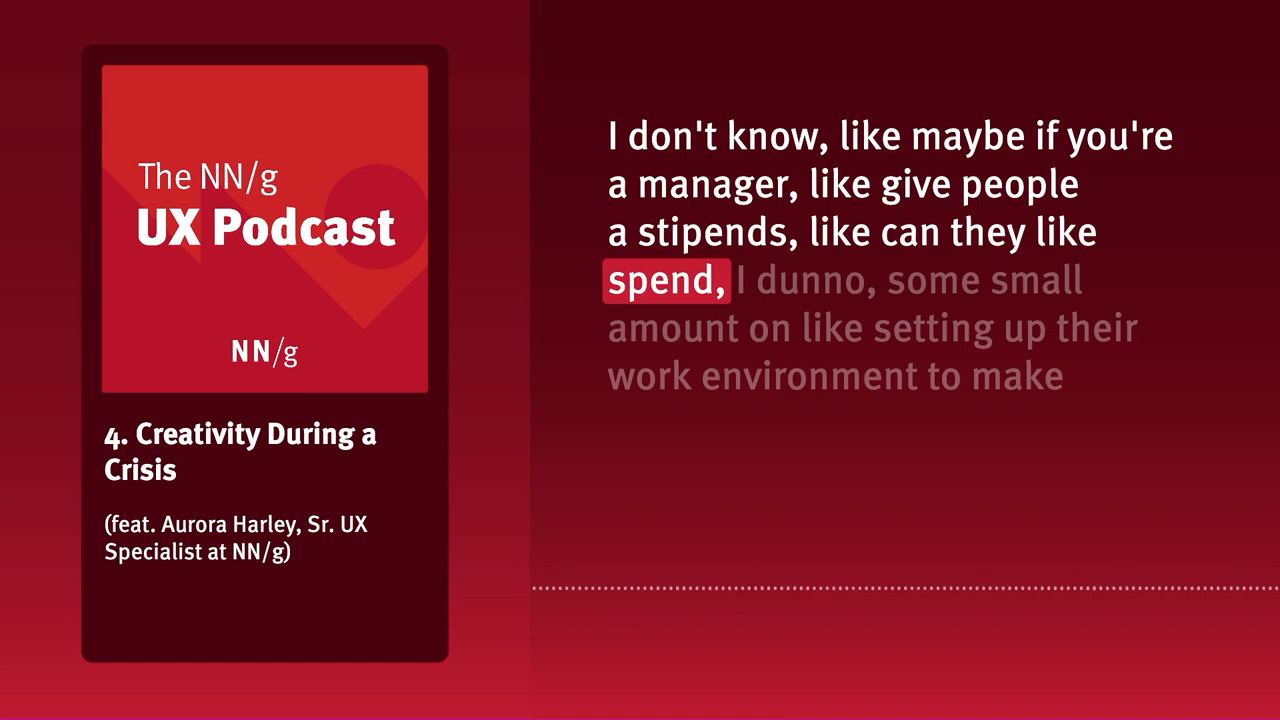 The NN/g
UX Podcast
NN/g
4. Creativity During a
Crisis
(feat. Aurora Harley, Sr. UX
Specialist at NN/g)
I don't know, like maybe if you're
a manager, like give people
a stipends, like can they like
spend, I dunno, some small
amount on like setting up their
work environment to make